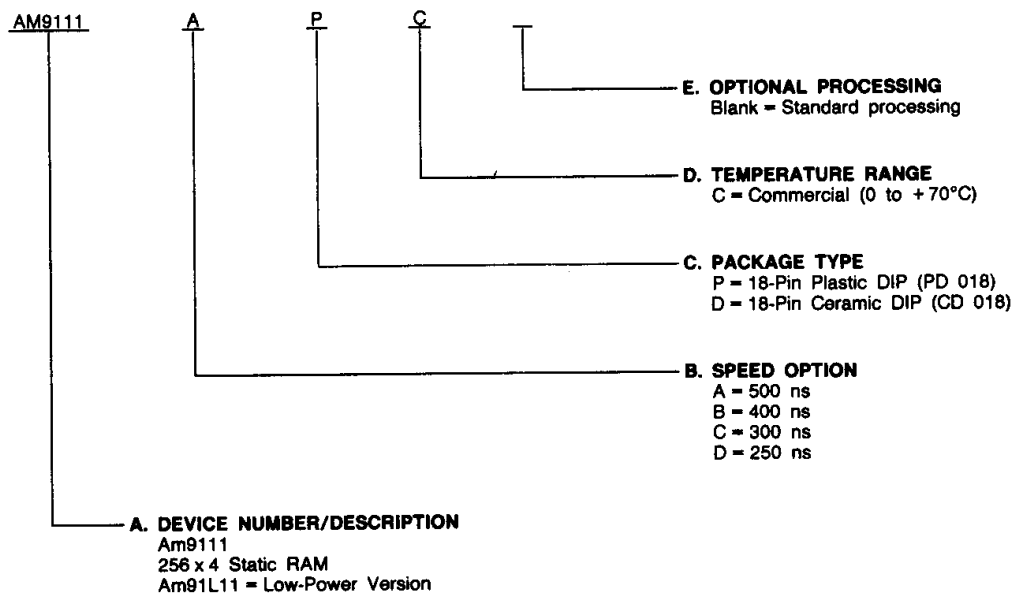 AM9111 A P C _
E. OPTIONAL PROCESSING
Blank = Standard processing
D. TEMPERATURE RANGE
C = Commercial (0 to +70°C)
C. PACKAGE TYPE
P = 18-Pin Plastic DIP (PD 018)
D = 18-Pin Ceramic DIP (CD 018)
B. SPEED OPTION
A = 500 ns
B = 400 ns
C = 300 ns
D = 250 ns
A. DEVICE NUMBER/DESCRIPTION
Am9111
256 x 4 Static RAM
Am91L11 = Low-Power Version